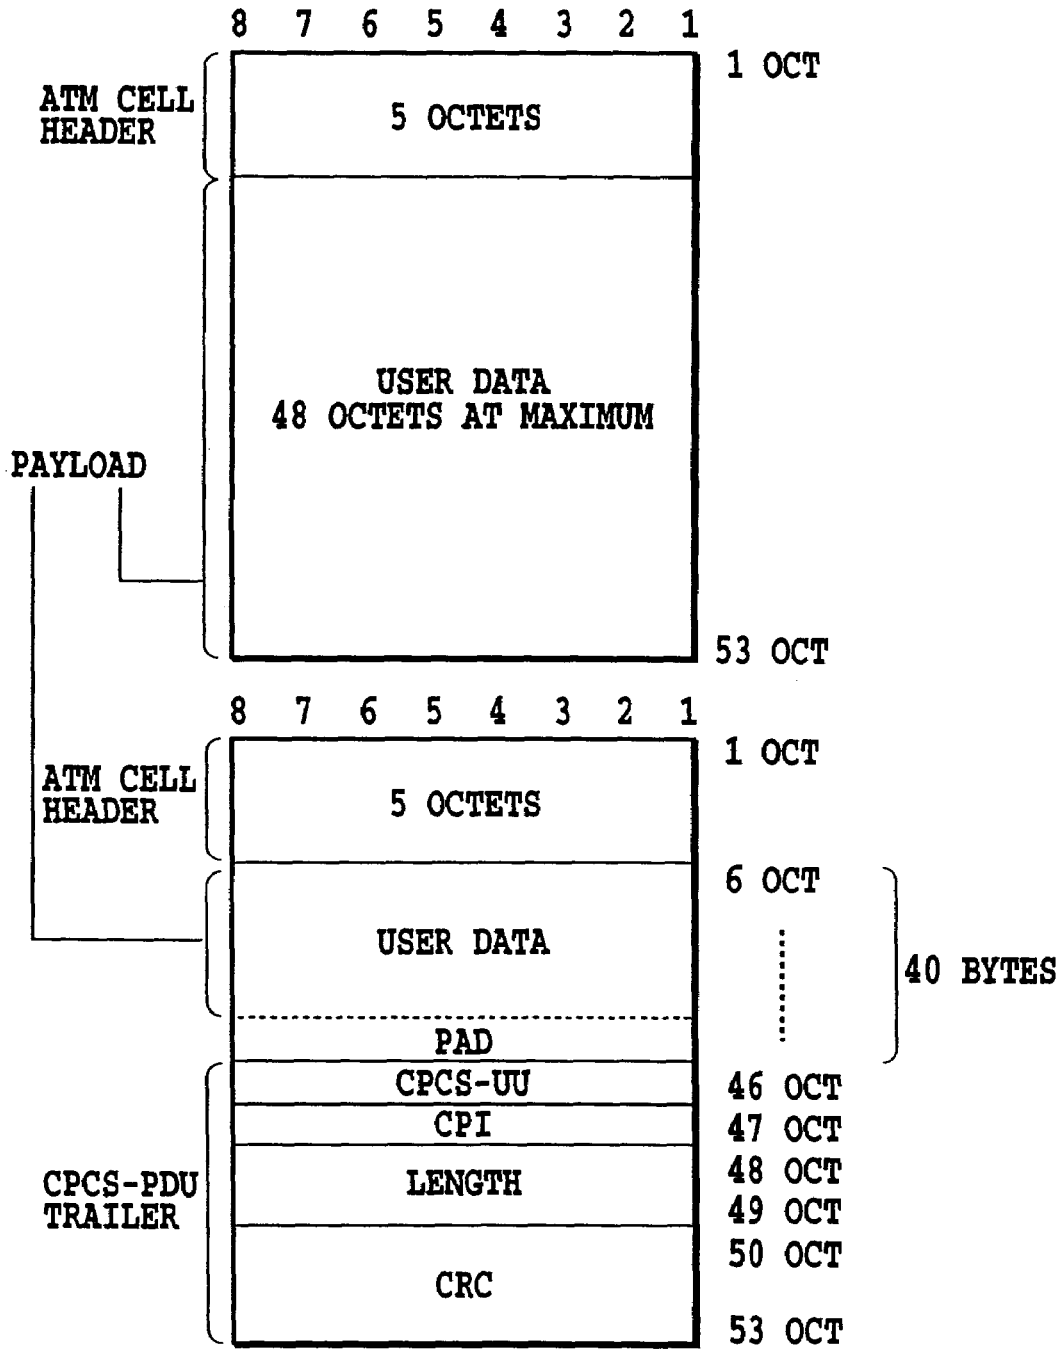 8 7 6 5 4 3 2 1
1 OCT
ATM CELL
HEADER
5 OCTETS
USER DATA
48 OCTETS AT MAXIMUM
PAYLOAD
53 OCT
8 7 6 5 4 3 2 1
1 OCT
ATM CELL
HEADER
5 OCTETS
6 OCT
USER DATA
40 BYTES
PAD
CPCS-UU
46 OCT
CPI
47 OCT
CPCS-PDU
TRAILER
LENGTH
48 OCT
49 OCT
50 OCT
CRC
53 OCT